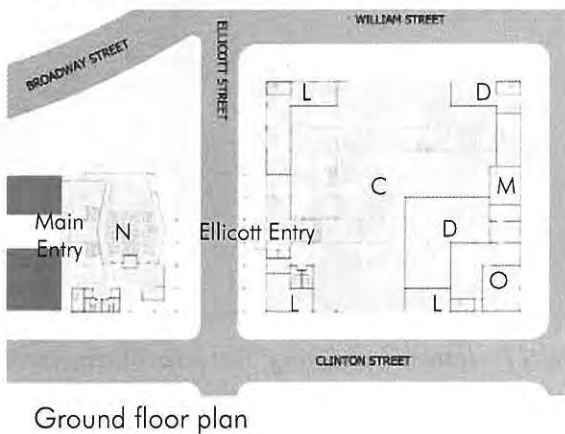 WILLIAM STREET
BROADWAY STREET
ELLICOTT STREET
L
D
C
M
Main
Entry
N
Ellicott Entry
D
O
L
L
CLINTON STREET
Ground floor plan